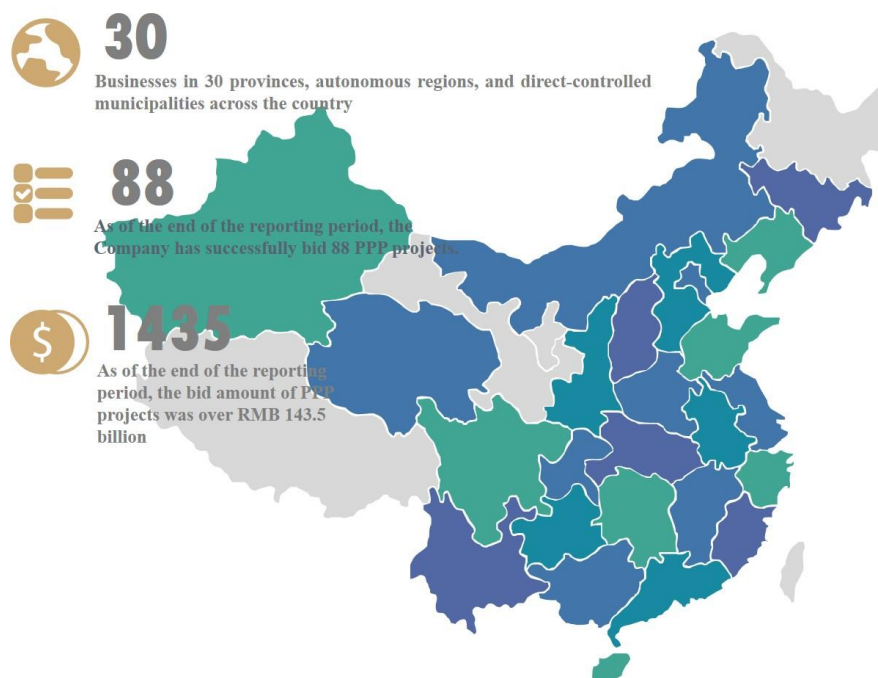 30
Businesses in 30 provinces, autonomous regions, and direct-controlled
municipalities across the country
88
As of the end of the reporting period, the
Company has successfully bid 88 PPP projects.
1435
As of the end of the reporting
period, the bid amount of PPP
projects was over RMB 143.5
billion
$